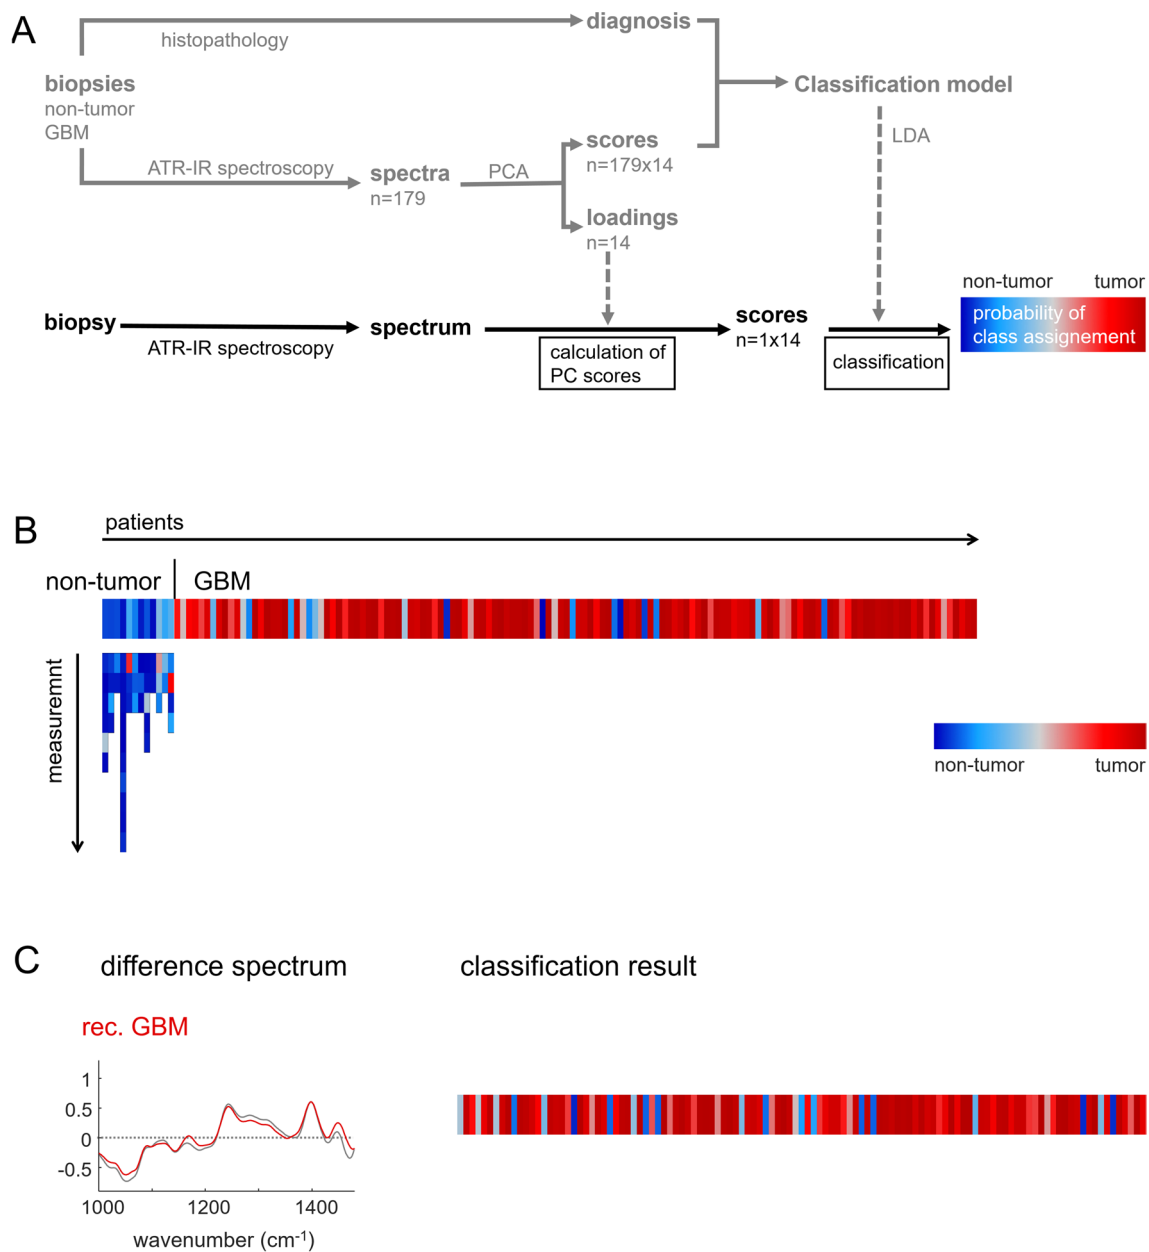 A
histopathology
diagnosis
biopsies
non-tumor
GBM
Classification model
ATR-IR spectroscopy
spectra
n=179
PCA
scores
n=179x14
LDA
loadings
n=14
non-tumor tumor
probability of
class assignement
biopsy
ATR-IR spectroscopy
spectrum
calculation of
PC scores
scores
n=1x14
classification
B
patients
non-tumor GBM
measuremnt
non-tumor tumor
C
difference spectrum
classification result
rec. GBM
1
0.5
0
-0.5
1000 1200 1400
wavenumber (cm-1)